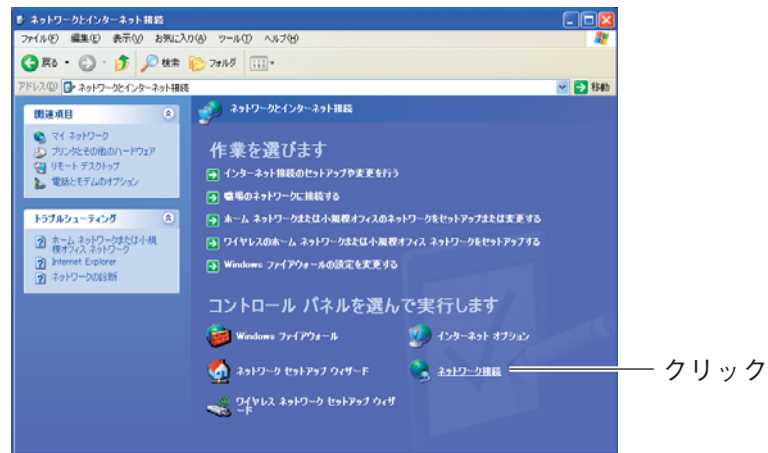 ネットワークとインターネット接続
ファイル(F) 編集(E) 表示(V) お気に入り(A) ツール(T) ヘルプ(H)
戻る 検索 フォルダ
アドレス(D) ネットワークとインターネット接続 移動
関連項目
マイ ネットワーク
プリンタとその他のハードウェア
リモート デスクトップ
電話とモデムのオプション
トラブルシューティング
ホーム ネットワークまたは小規
模オフィス ネットワーク
Internet Explorer
ネットワークの診断
ネットワークとインターネット接続
作業を選びます
インターネット接続のセットアップや変更を行う
職場のネットワークに接続する
ホーム ネットワークまたは小規模オフィスのネットワークをセットアップまたは変更する
ワイヤレスのホーム ネットワークまたは小規模オフィス ネットワークをセットアップする
Windows ファイアウォールの設定を変更する
コントロール パネルを選んで実行します
Windows ファイアウォール
インターネット オプション
ネットワーク セットアップ ウィザード
ネットワーク接続
クリック
ワイヤレス ネットワーク セットアップ ウィザ
ード